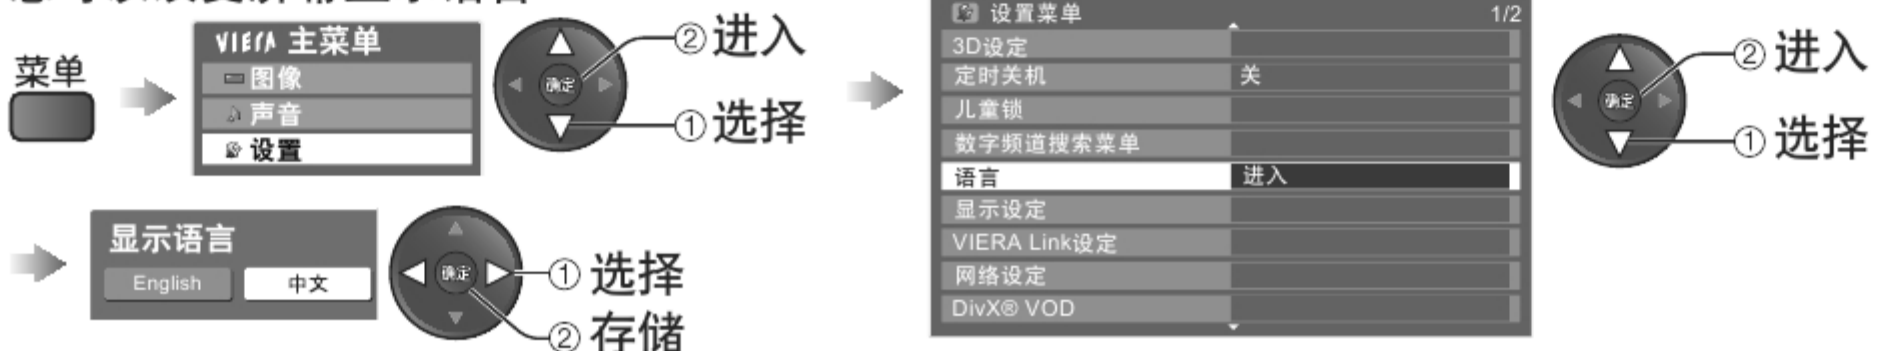 菜单
VIERA 主菜单
图像
声音
设置
确定
②进入
①选择
设置菜单 1/2
3D设定
定时关机 关
儿童锁
数字频道搜索菜单
语言 进入
显示设定
VIERA Link设定
网络设定
DivX® VOD
确定
②进入
①选择
显示语言
English 中文
确定
①选择
②存储